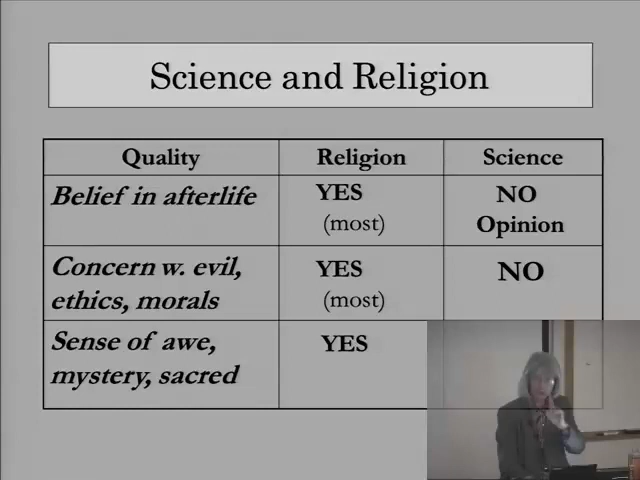 Science and Religion
Quality Religion Science
Belief in afterlife YES NO
(most) Opinion
Concern w. evil, YES NO
ethics, morals (most)
Sense of awe, YES
mystery, sacred